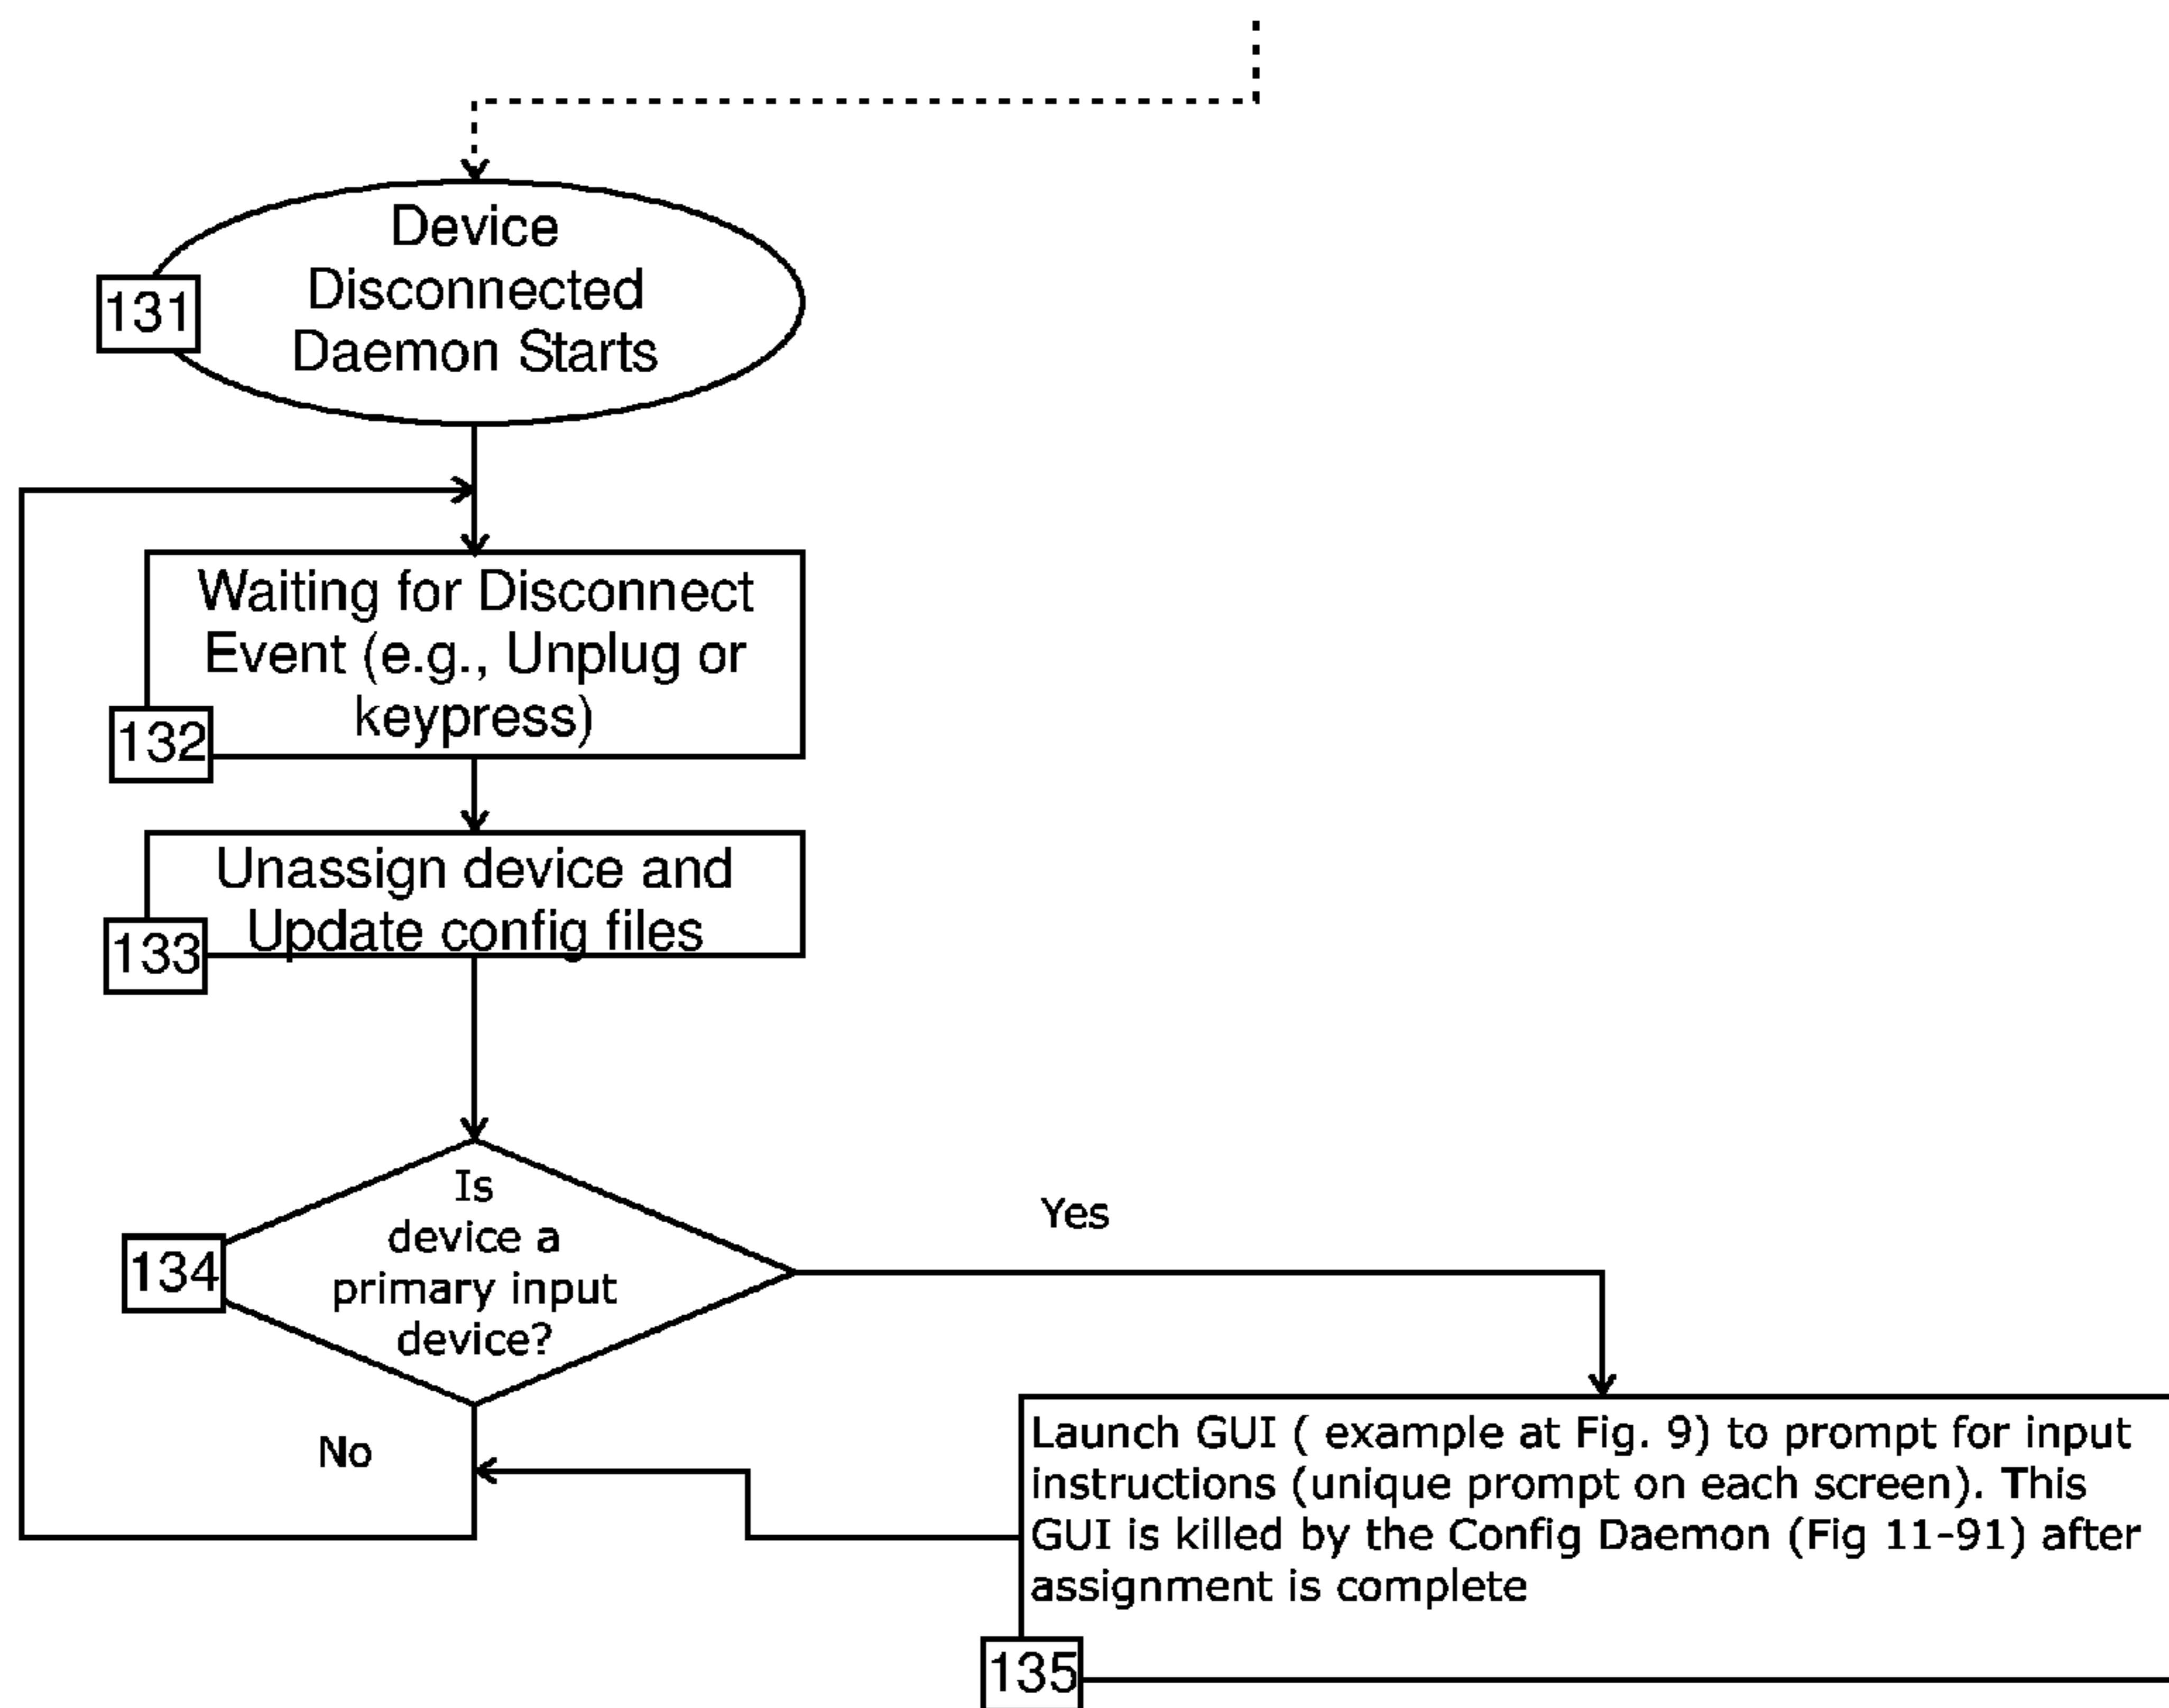 Device
Disconnected
Daemon Starts
131
Waiting for Disconnect
Event (e.g., Unplug or
keypress)
132
Unassign device and
Update config files
133
Is
device a
primary input
device?
134
Yes
No
Launch GUI ( example at Fig. 9) to prompt for input
instructions (unique prompt on each screen). This
GUI is killed by the Config Daemon (Fig 11-91) after
assignment is complete
135